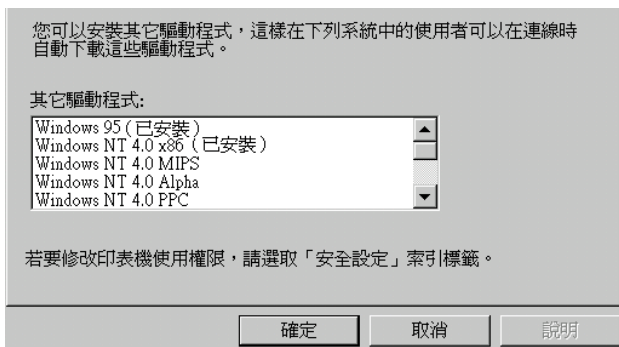 您可以安裝其它驅動程式，這樣在下列系統中的使用者可以在連線時
自動下載這些驅動程式。
其它驅動程式:
Windows 95 (已安裝)
Windows NT 4.0 x86 (已安裝)
Windows NT 4.0 MIPS
Windows NT 4.0 Alpha
Windows NT 4.0 PPC
若要修改印表機使用權限，請選取「安全設定」索引標籤。
確定
取消
說明